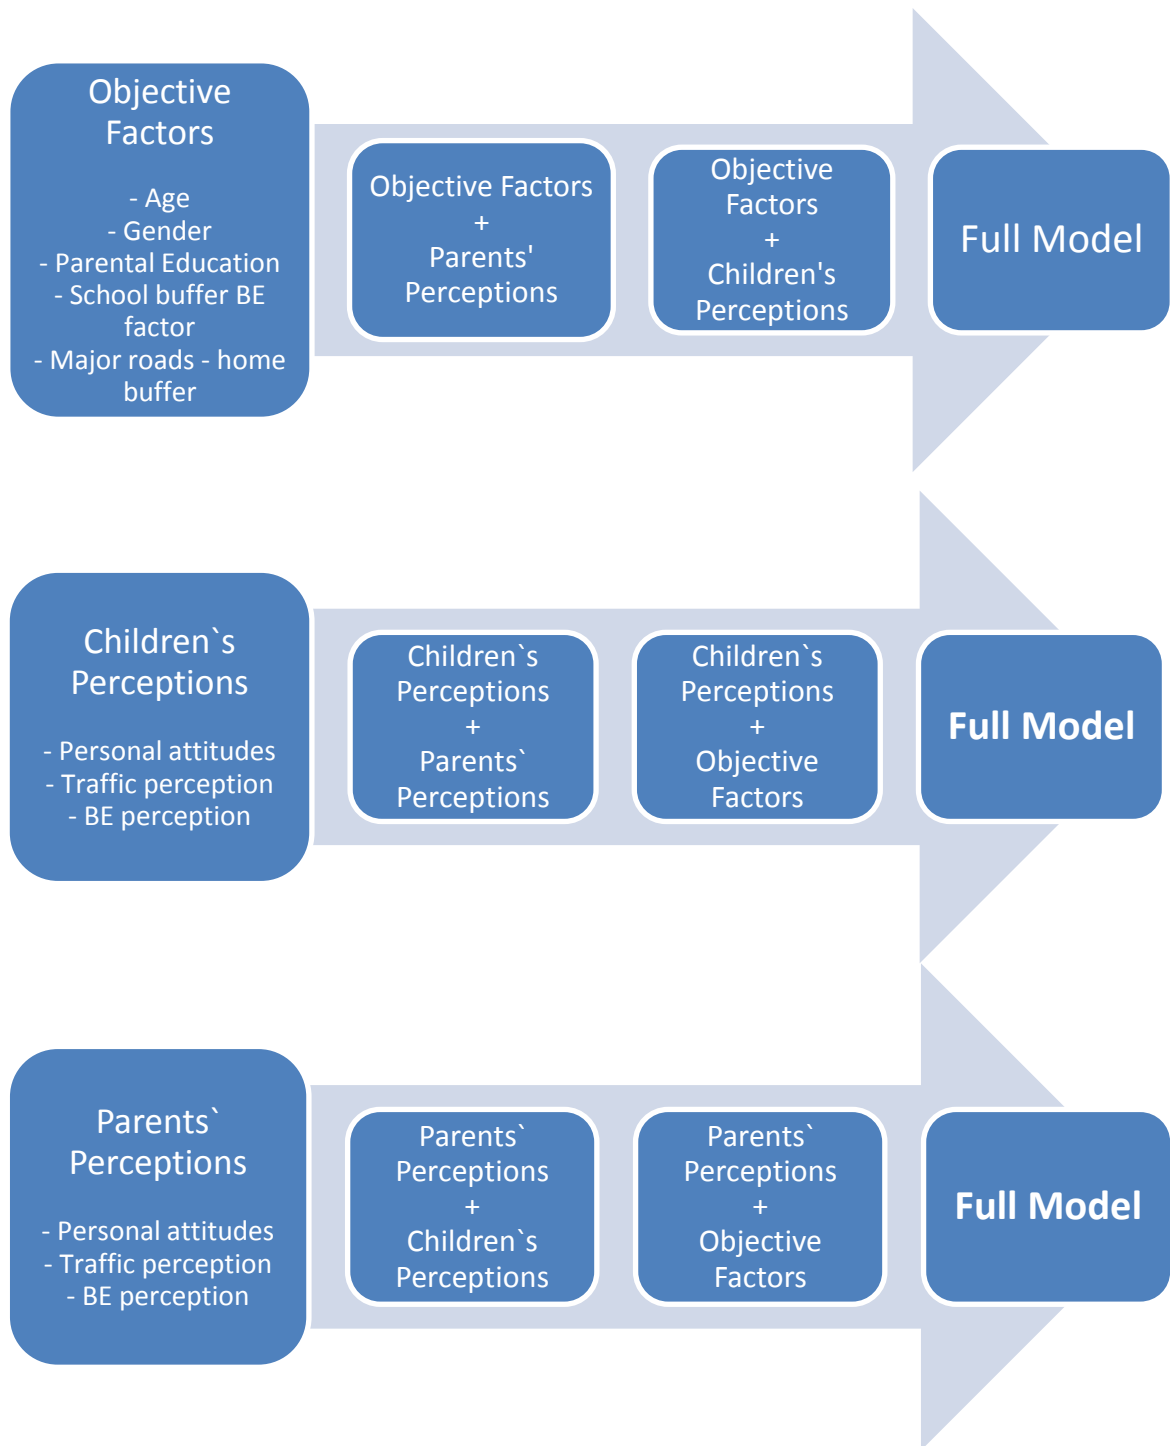 Objective
Factors
- Age
- Gender
- Parental Education
- School buffer BE
factor
- Major roads - home
buffer
Objective Factors
+
Parents'
Perceptions
Objective
Factors
+
Children's
Perceptions
Full Model
Children`s
Perceptions
- Personal attitudes
- Traffic perception
- BE perception
Children`s
Perceptions
+
Parents`
Perceptions
Children`s
Perceptions
+
Objective
Factors
Full Model
Parents`
Perceptions
- Personal attitudes
- Traffic perception
- BE perception
Parents`
Perceptions
+
Children`s
Perceptions
Parents`
Perceptions
+
Objective
Factors
Full Model